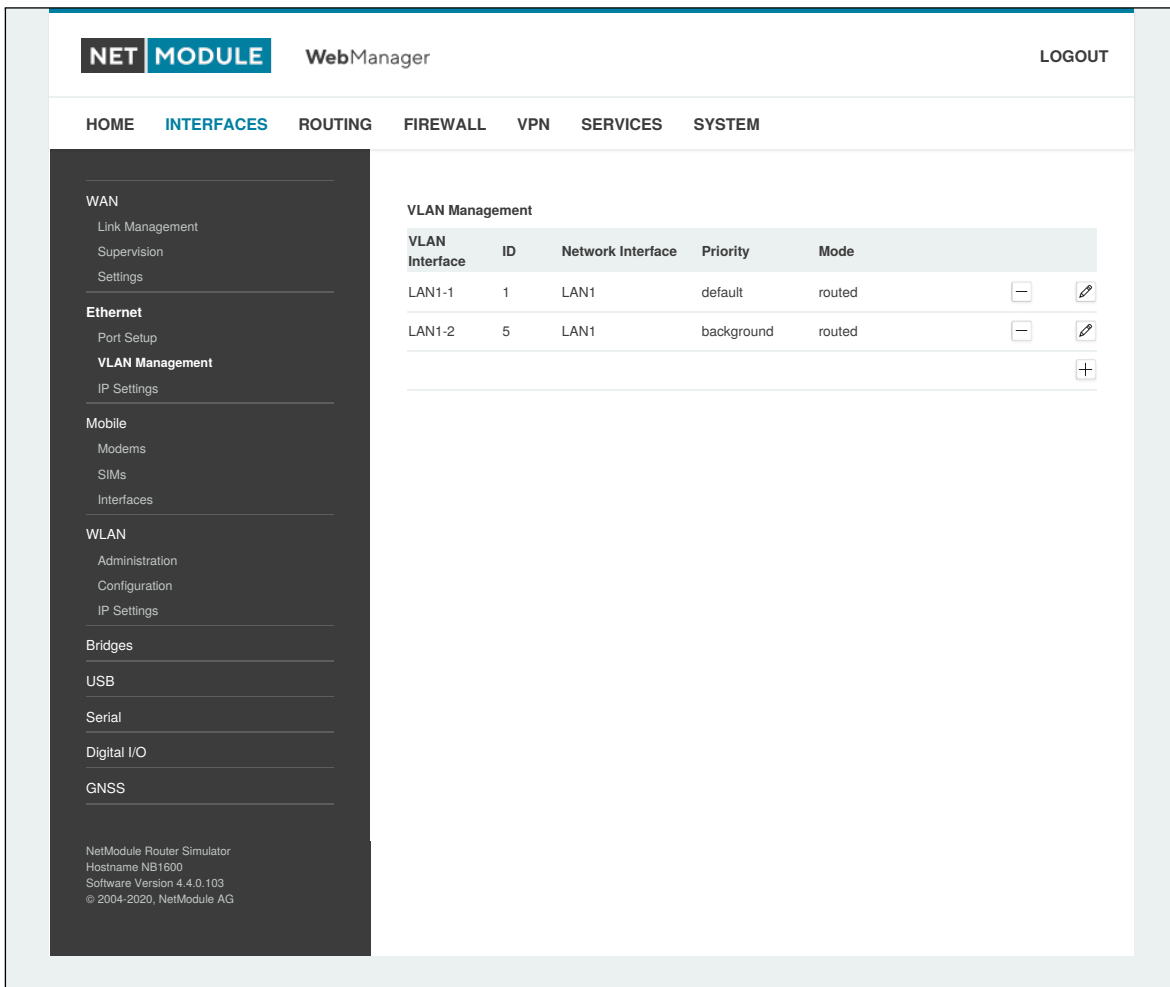 NET MODULE WebManager LOGOUT
HOME INTERFACES ROUTING FIREWALL VPN SERVICES SYSTEM
WAN
Link Management
Supervision
Settings
Ethernet
Port Setup
VLAN Management
IP Settings
Mobile
Modems
SIMs
Interfaces
WLAN
Administration
Configuration
IP Settings
Bridges
USB
Serial
Digital I/O
GNSS
NetModule Router Simulator
Hostname NB1600
Software Version 4.4.0.103
© 2004-2020, NetModule AG
VLAN Management
VLAN Interface ID Network Interface Priority Mode
LAN1-1 1 LAN1 default routed
LAN1-2 5 LAN1 background routed